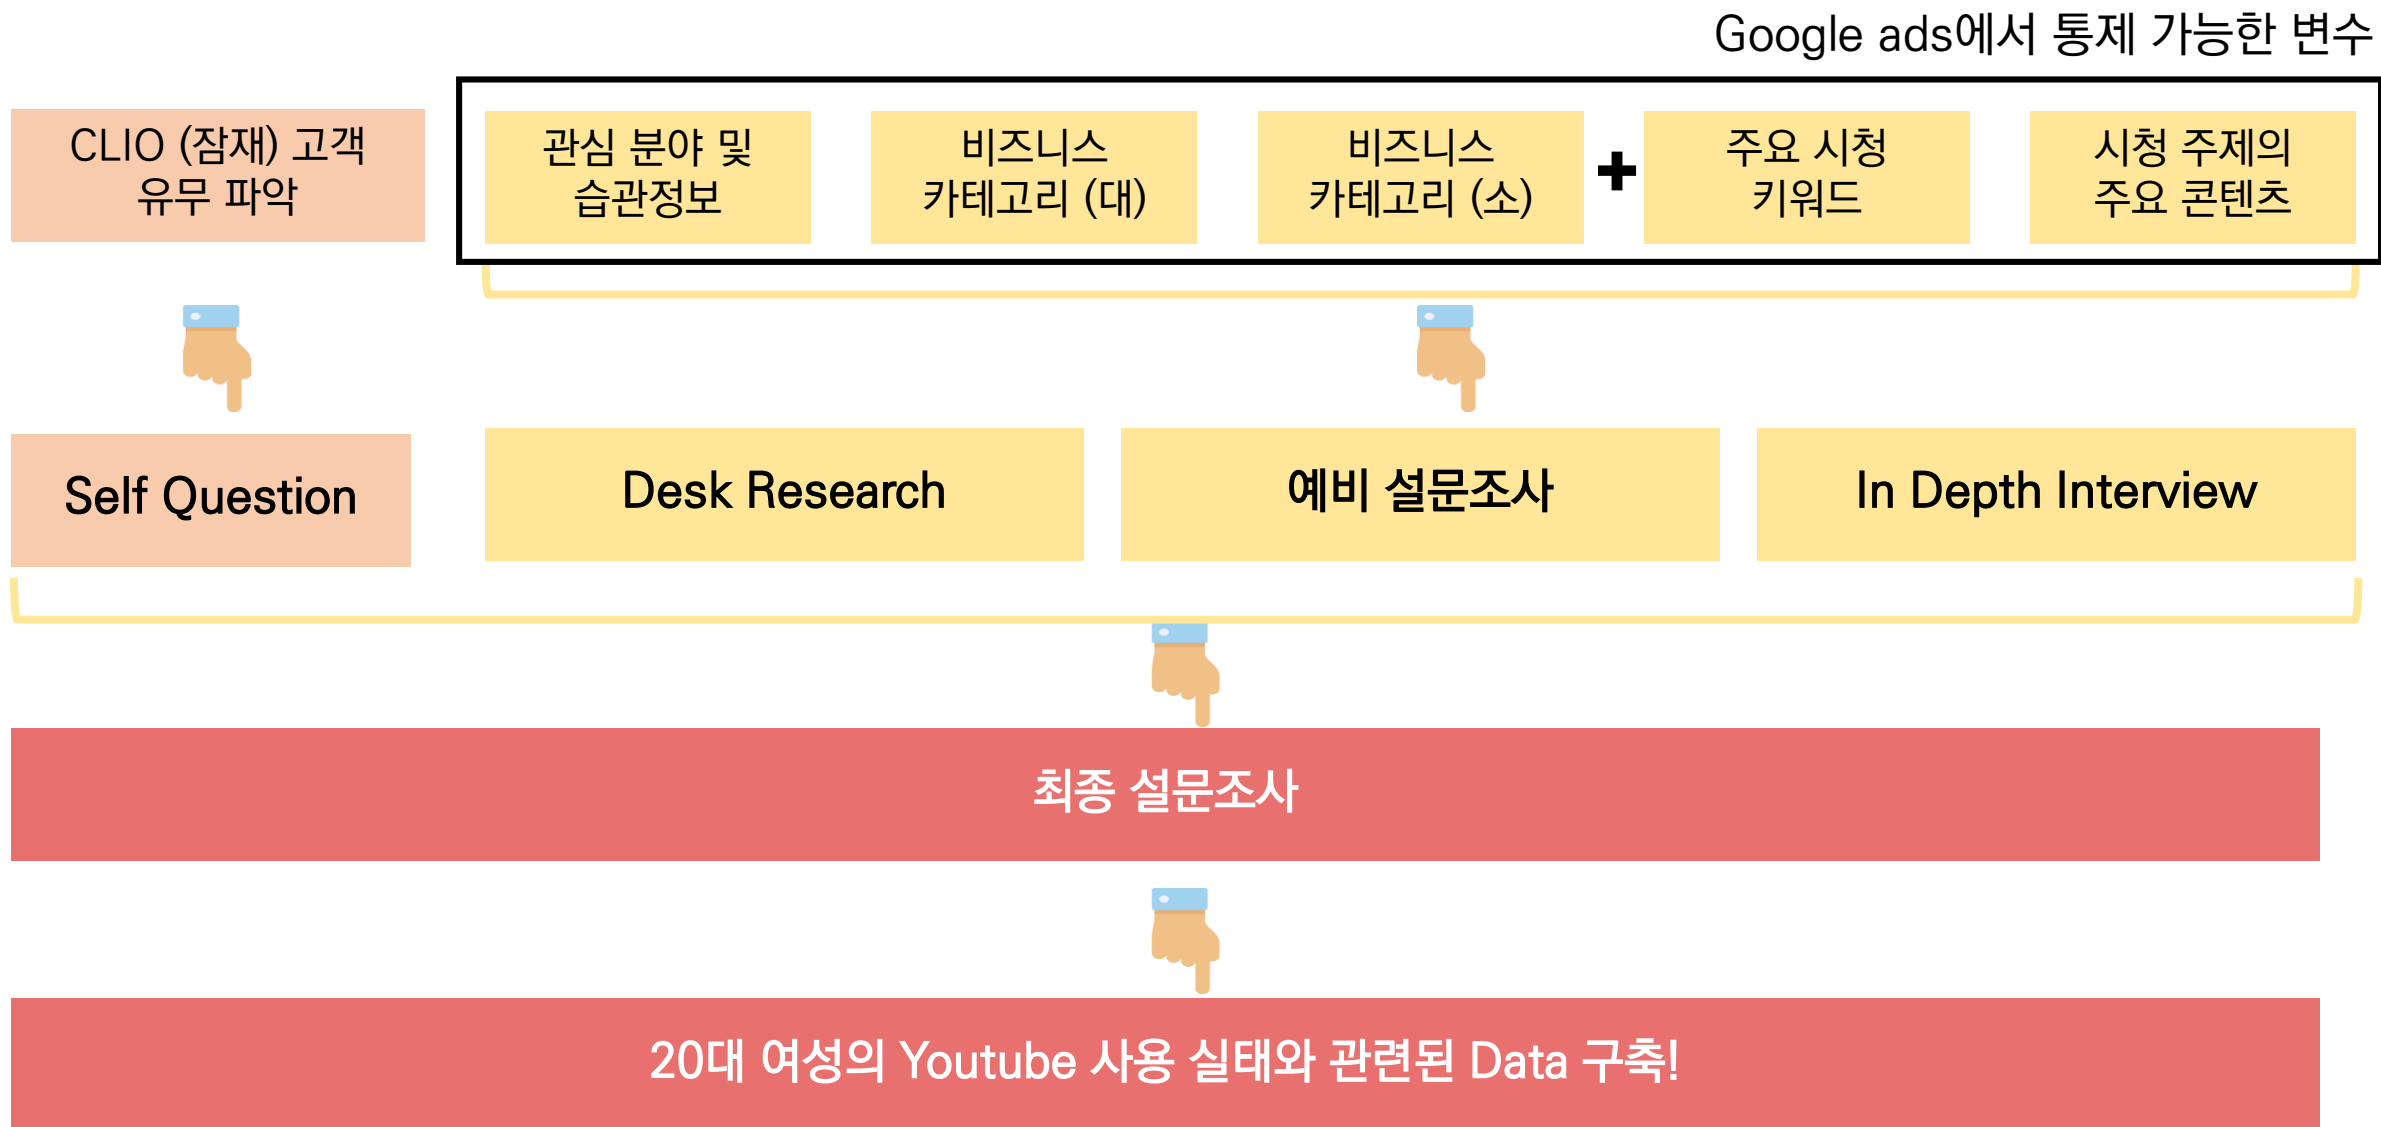 Google ads에서 통제 가능한 변수
CLIO (잠재) 고객
유무 파악
관심 분야 및
습관정보
비즈니스
카테고리 (대)
비즈니스
카테고리 (소)
+
주요 시청
키워드
시청 주제의
주요 콘텐츠
Self Question
Desk Research
예비 설문조사
In Depth Interview
최종 설문조사
20대 여성의 Youtube 사용 실태와 관련된 Data 구축!